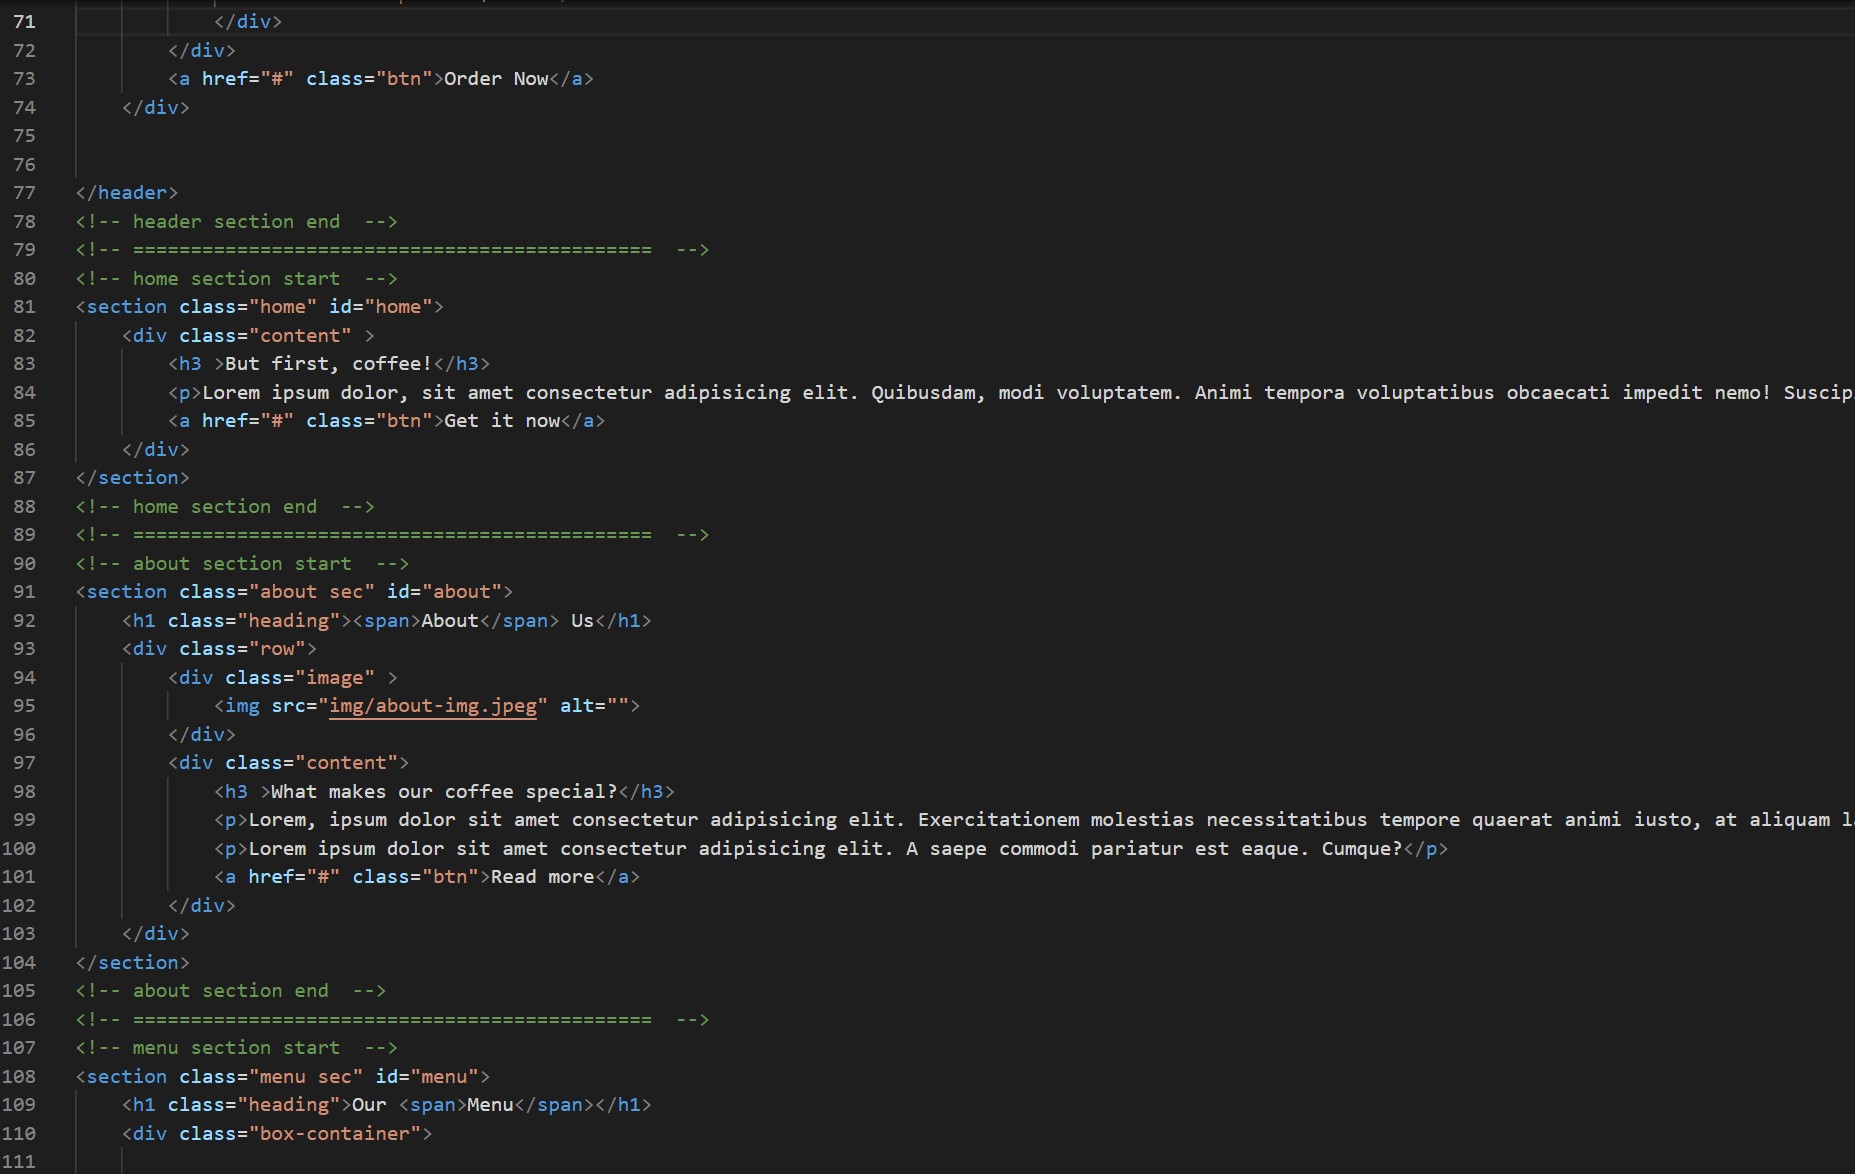 71             </div>
72         </div>
73         <a href="#" class="btn">Order Now</a>
74     </div>
75
76
77 </header>
78 <!-- header section end  -->
79 <!-- =============================================  -->
80 <!-- home section start  -->
81 <section class="home" id="home">
82     <div class="content" >
83         <h3 >But first, coffee!</h3>
84         <p>Lorem ipsum dolor, sit amet consectetur adipisicing elit. Quibusdam, modi voluptatem. Animi tempora voluptatibus obcaecati impedit nemo! Suscip
85         <a href="#" class="btn">Get it now</a>
86     </div>
87 </section>
88 <!-- home section end  -->
89 <!-- =============================================  -->
90 <!-- about section start  -->
91 <section class="about sec" id="about">
92     <h1 class="heading"><span>About</span> Us</h1>
93     <div class="row">
94         <div class="image" >
95             <img src="img/about-img.jpeg" alt="">
96         </div>
97         <div class="content">
98             <h3 >What makes our coffee special?</h3>
99             <p>Lorem, ipsum dolor sit amet consectetur adipisicing elit. Exercitationem molestias necessitatibus tempore quaerat animi iusto, at aliquam l
100             <p>Lorem ipsum dolor sit amet consectetur adipisicing elit. A saepe commodi pariatur est eaque. Cumque?</p>
101             <a href="#" class="btn">Read more</a>
102         </div>
103     </div>
104 </section>
105 <!-- about section end  -->
106 <!-- =============================================  -->
107 <!-- menu section start  -->
108 <section class="menu sec" id="menu">
109     <h1 class="heading">Our <span>Menu</span></h1>
110     <div class="box-container">
111